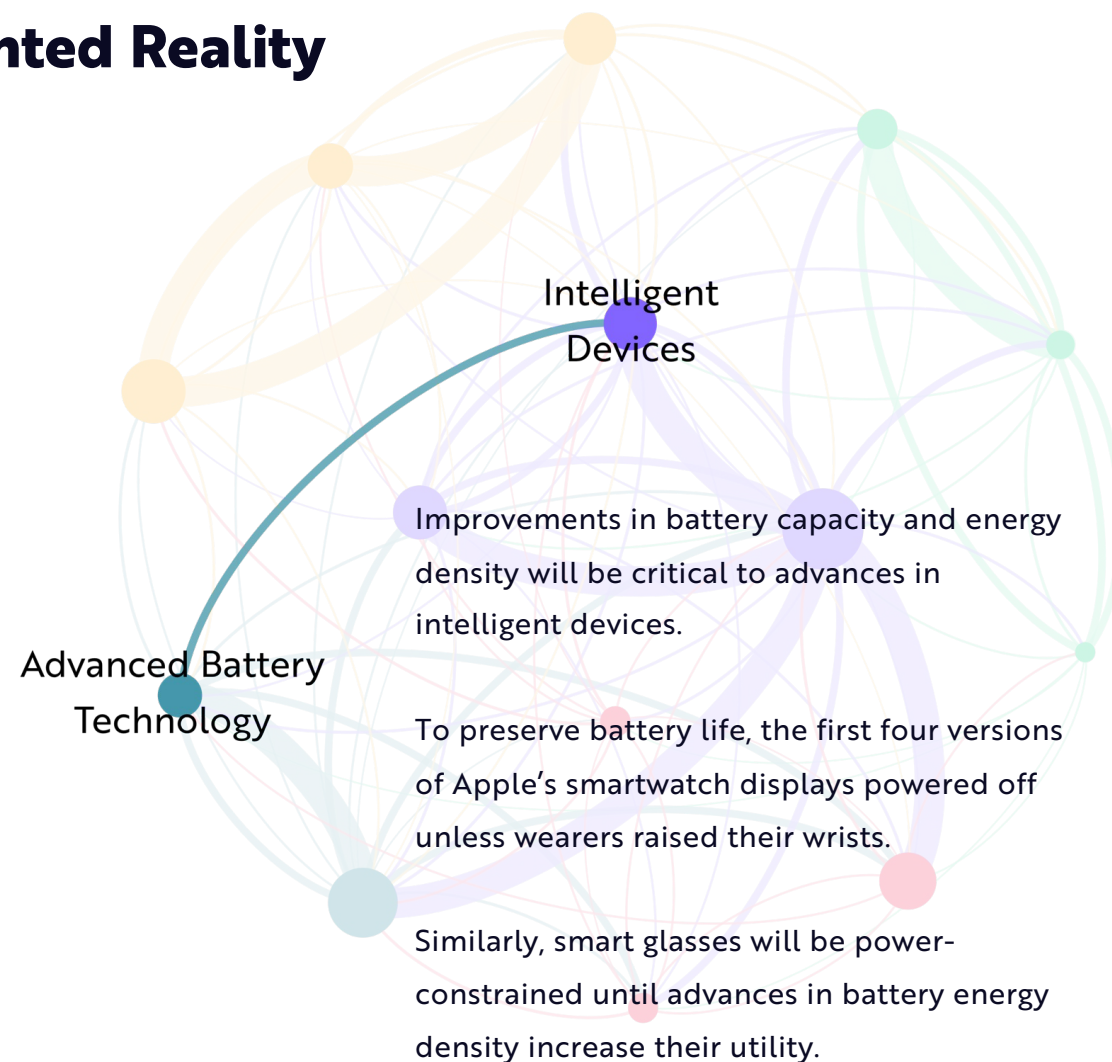 nted Reality
Intelligent
Devices
Advanced Battery
Technology
Improvements in battery capacity and energy
density will be critical to advances in
intelligent devices.
To preserve battery life, the first four versions
of Apple’s smartwatch displays powered off
unless wearers raised their wrists.
Similarly, smart glasses will be power-
constrained until advances in battery energy
density increase their utility.